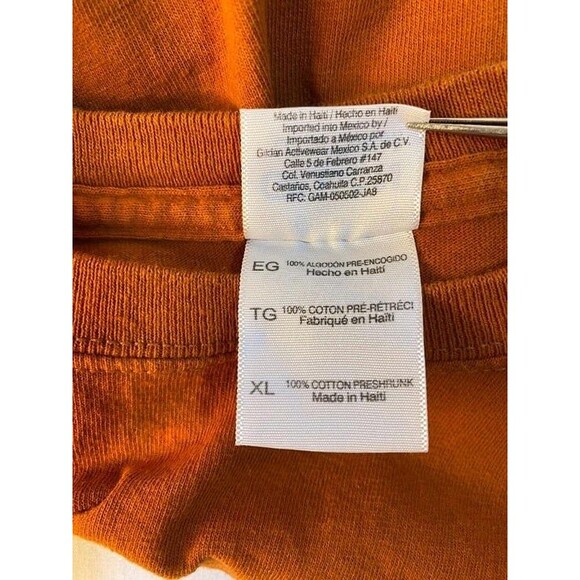 Made in Haiti / Hecho en Haití
Imported into Mexico by /
Importado a México por
Gildan Activewear Mexico S.A. de C.V.
Calle 5 de Febrero #147
Col. Venustiano Carranza
Castaños, Coahuila C.P. 25870
RFC: GAM-050502-JA8
EG 100% ALGODÓN PRE-ENCOGIDO
Hecho en Haití
TG 100% COTON PRÉ-RÉTRÉCI
Fabriqué en Haïti
XL 100% COTTON PRESHRUNK
Made in Haiti